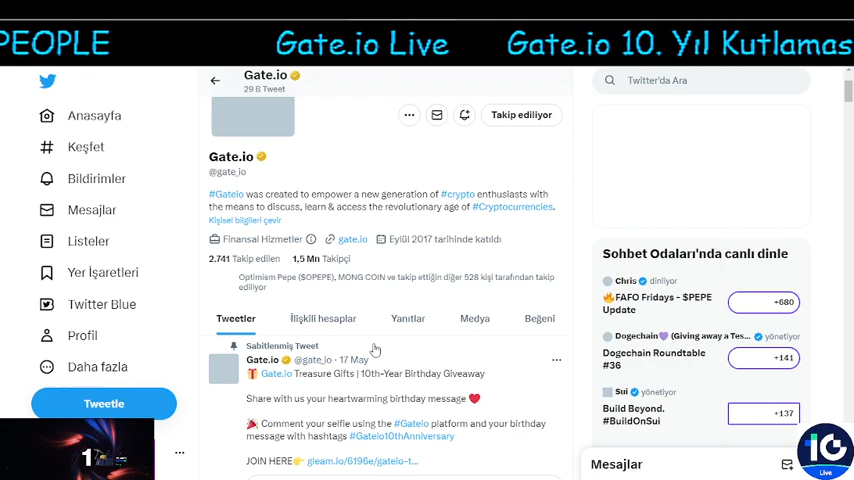 PEOPLE Gate.io Live Gate.io 10. Yıl Kutlamas
Gate.io
29 B Tweet
Twitter'da Ara
Anasayfa
Keşfet
Bildirimler
Mesajlar
Listeler
Yer İşaretleri
Twitter Blue
Profil
Daha fazla
Tweetle
Takip ediliyor
Gate.io
@gate_io
#Gateio was created to empower a new generation of #crypto enthusiasts with
the means to discuss, learn & access the revolutionary age of #Cryptocurrencies.
Kişisel bilgileri çevir
Finansal Hizmetler gate.io Eylül 2017 tarihinde katıldı
2.741 Takip edilen 1,5 Mn Takipçi
Optimism Pepe ($OPEPE), MONG COIN ve takip ettiğin diğer 528 kişi tarafından takip
ediliyor
Tweetler İlişkili hesaplar Yanıtlar Medya Beğeni
Sabitlenmiş Tweet
Gate.io @gate_io · 17 May
🎁 Gate.io Treasure Gifts | 10th-Year Birthday Giveaway
Share with us your heartwarming birthday message ❤️
🎉 Comment your selfie using the #Gateio platform and your birthday
message with hashtags #Gateio10thAnniversary
JOIN HERE👉 gleam.io/6196e/gateio-t...
Sohbet Odaları'nda canlı dinle
Chris dinliyor
🔥FAFO Fridays - $PEPE
Update
+680
Dogechain💜 (Giving away a Tes... yönetiyor
Dogechain Roundtable
#36
+141
Sui yönetiyor
Build Beyond.
#BuildOnSui
+137
Mesajlar
Live